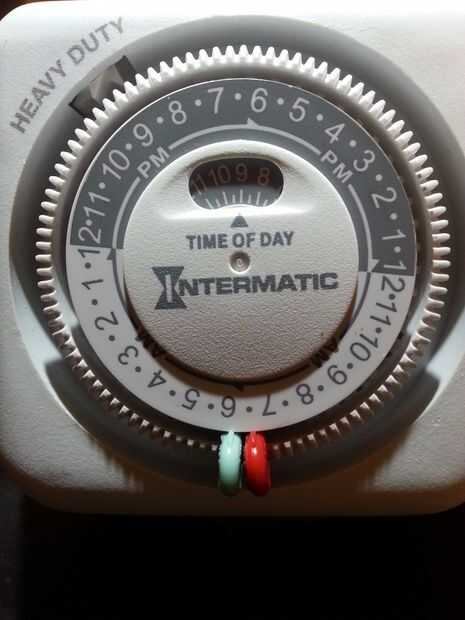 HEAVY DUTY
12·11·10·9·8·7·6·5·4·3·2·1·12
PM PM
11 10 9 8
TIME OF DAY
INTERMATIC
AM AM
·11·10·9·8·7·6·5·4·3·2·1·